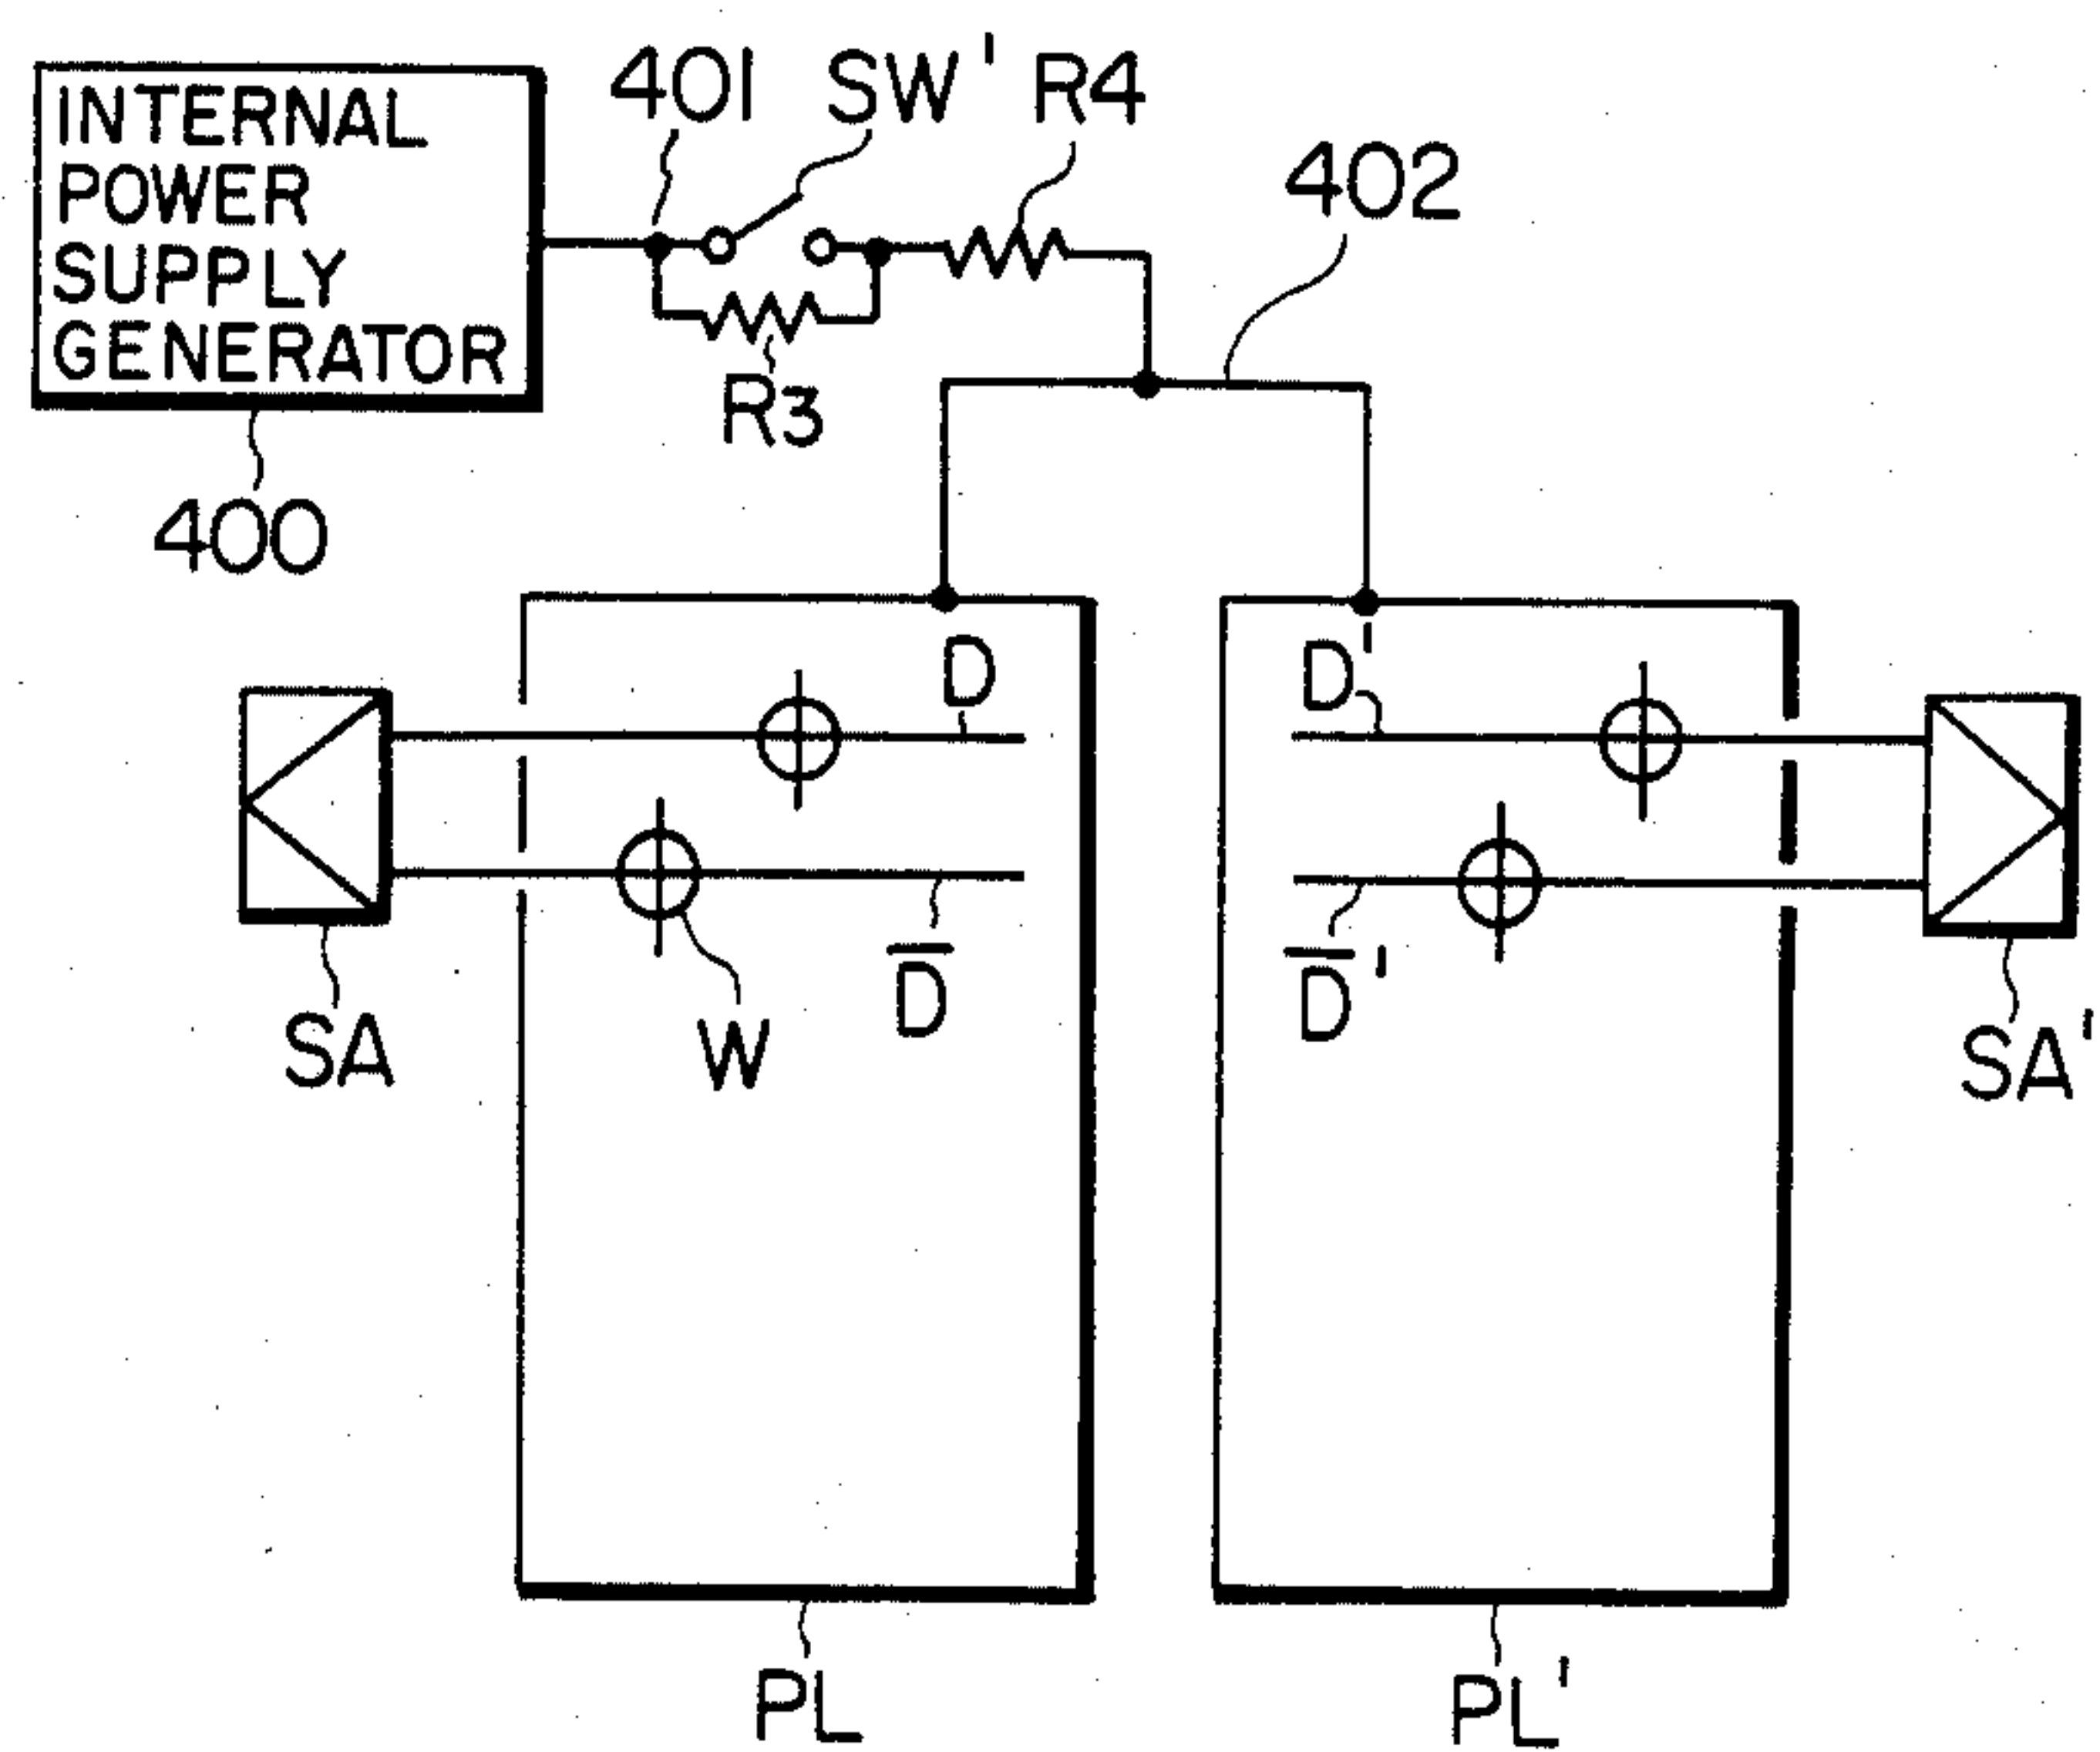 INTERNAL
POWER
SUPPLY
GENERATOR
401
SW'
R4
402
R3
400
D
D'
D̅
D̅'
SA
W
SA'
PL
PL'